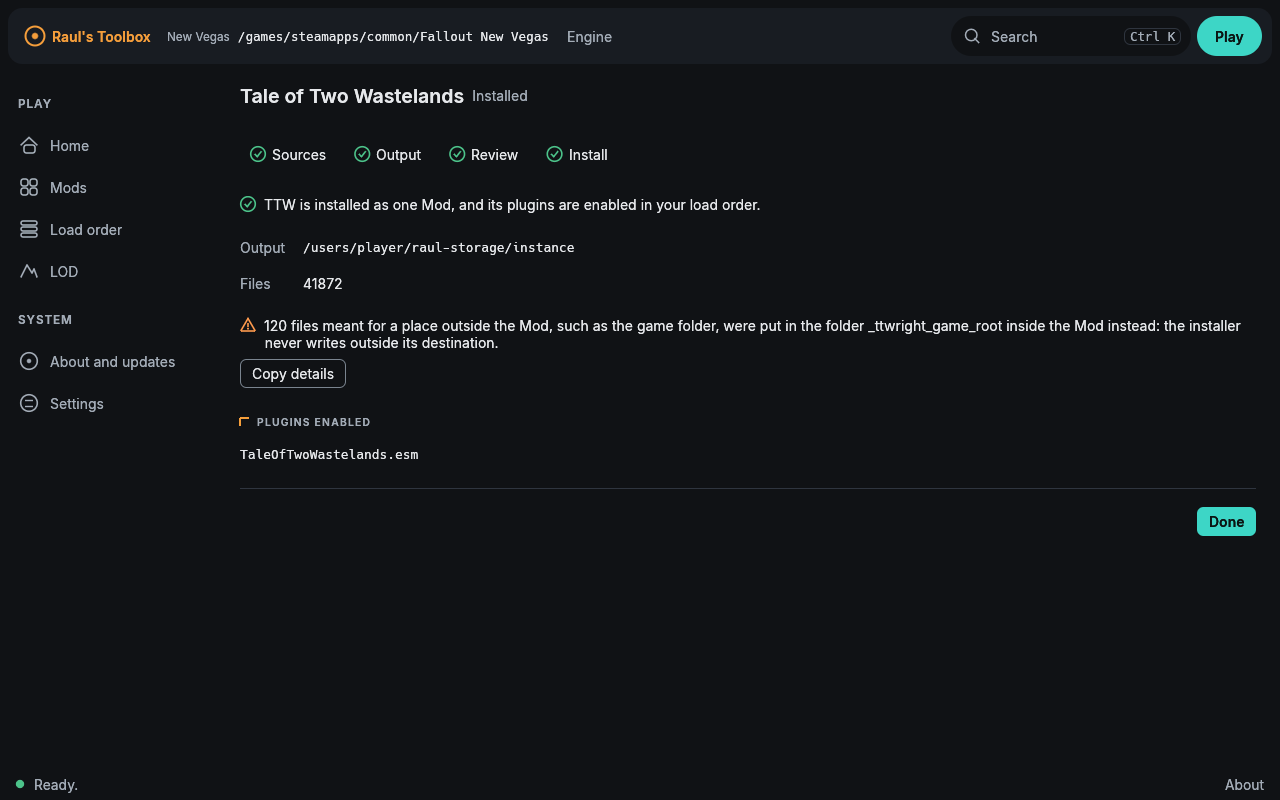 Raul's Toolbox New Vegas /games/steamapps/common/Fallout New Vegas Engine Search Ctrl K Play
PLAY
Home
Mods
Load order
LOD
SYSTEM
About and updates
Settings
Tale of Two Wastelands Installed
Sources Output Review Install
TTW is installed as one Mod, and its plugins are enabled in your load order.
Output /users/player/raul-storage/instance
Files 41872
120 files meant for a place outside the Mod, such as the game folder, were put in the folder _ttwright_game_root inside the Mod instead: the installer
never writes outside its destination.
Copy details
PLUGINS ENABLED
TaleOfTwoWastelands.esm
Done
Ready.
About